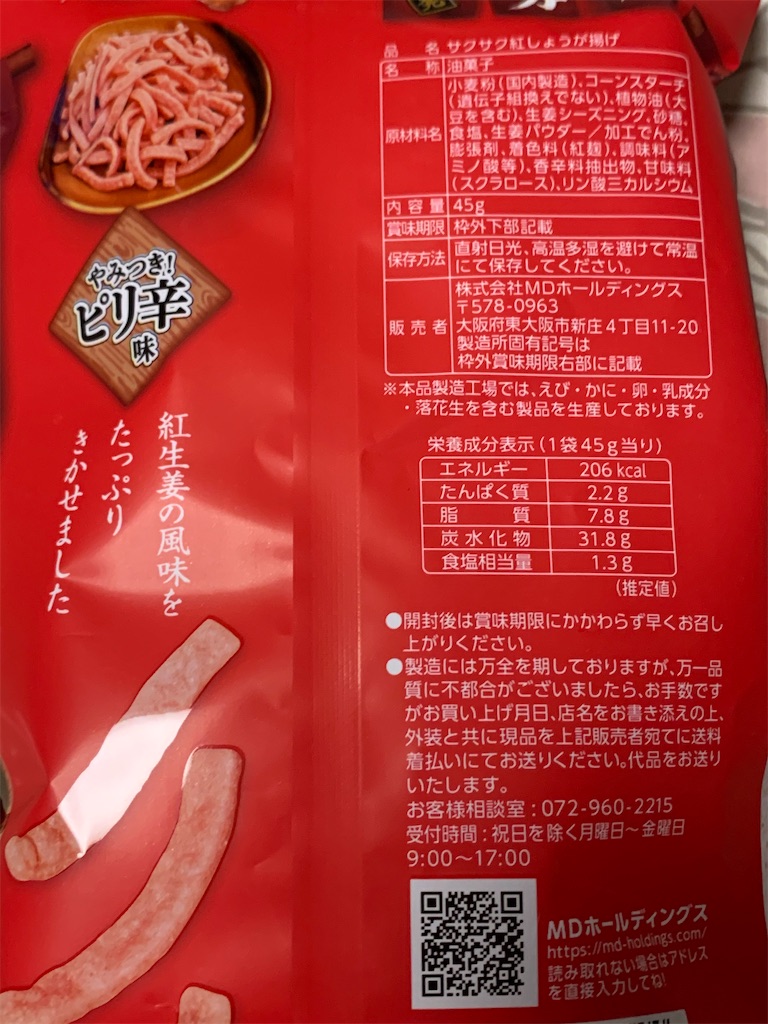 やみつき!
ピリ辛
味
紅生姜の風味を
たっぷり
きかせました
品 名 サクサク紅しょうが揚げ
名 称 油菓子
原材料名 小麦粉(国内製造)、コーンスターチ
(遺伝子組換えでない)、植物油(大
豆を含む)、生姜シーズニング、砂糖、
食塩、生姜パウダー/加工でん粉、
膨張剤、着色料(紅麹)、調味料(ア
ミノ酸等)、香辛料抽出物、甘味料
(スクラロース)、リン酸三カルシウム
内容量 45g
賞味期限 枠外下部記載
保存方法 直射日光、高温多湿を避けて常温
にて保存してください。
販売者 株式会社MDホールディングス
〒578-0963
大阪府東大阪市新庄4丁目11-20
製造所固有記号は
枠外賞味期限右部に記載
※本品製造工場では、えび・かに・卵・乳成分
・落花生を含む製品を生産しております。
栄養成分表示(1袋45g当り)
エネルギー 206 kcal
たんぱく質 2.2g
脂 質 7.8g
炭水化物 31.8g
食塩相当量 1.3g
(推定値)
●開封後は賞味期限にかかわらず早くお召し
上がりください。
●製造には万全を期しておりますが、万一品
質に不都合がございましたら、お手数です
がお買い上げ月日、店名をお書き添えの上、
外装と共に現品を上記販売者宛てに送料
着払いにてお送りください。代品をお送り
いたします。
お客様相談室:072-960-2215
受付時間:祝日を除く月曜日~金曜日
9:00~17:00
MDホールディングス
https://md-holdings.com/
読み取れない場合はアドレス
を直接入力してね!